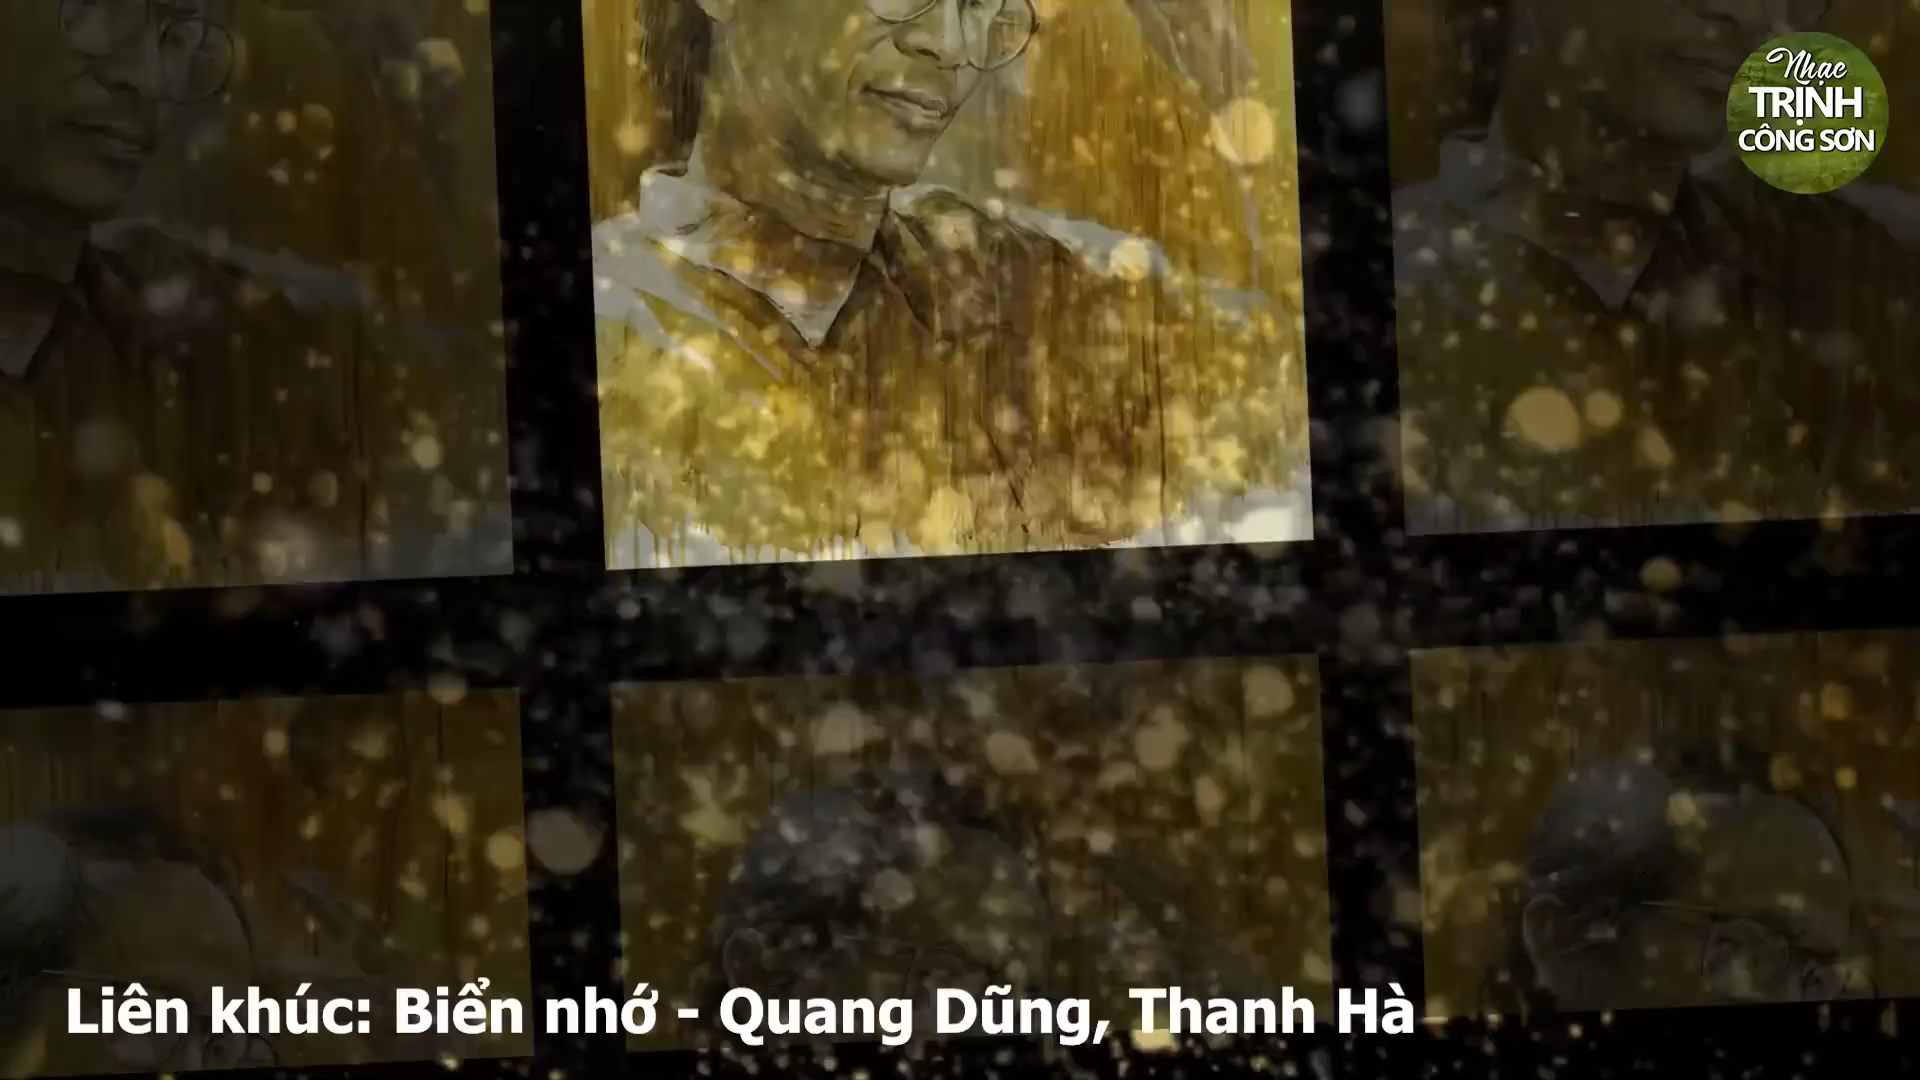 Nhạc
TRỊNH
CÔNG SƠN
Liên khúc: Biển nhớ - Quang Dũng, Thanh Hà